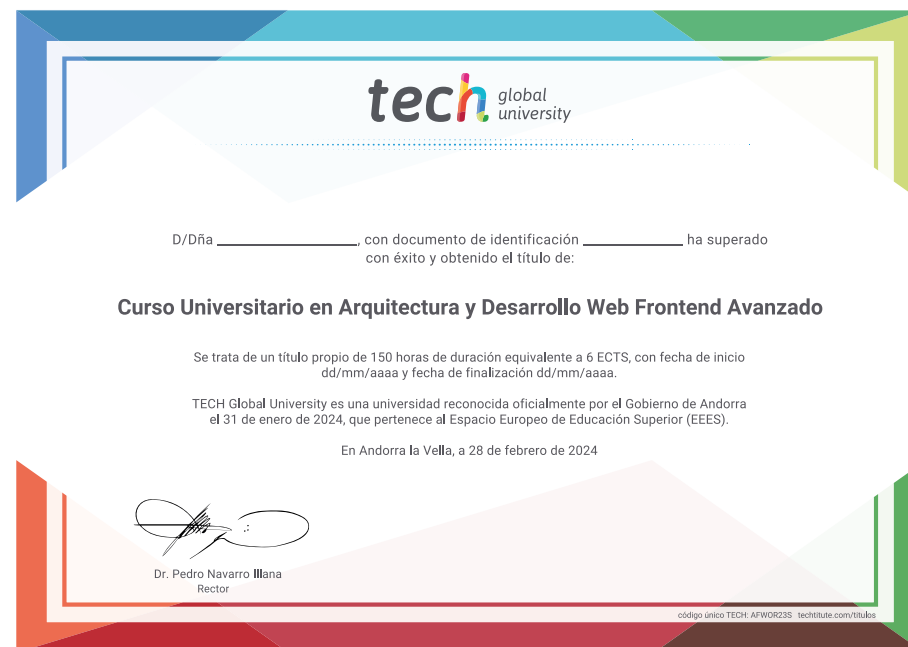 tech global university
D/Dña ____________________, con documento de identificación ______________ ha superado
con éxito y obtenido el título de:
Curso Universitario en Arquitectura y Desarrollo Web Frontend Avanzado
Se trata de un título propio de 150 horas de duración equivalente a 6 ECTS, con fecha de inicio
dd/mm/aaaa y fecha de finalización dd/mm/aaaa.
TECH Global University es una universidad reconocida oficialmente por el Gobierno de Andorra
el 31 de enero de 2024, que pertenece al Espacio Europeo de Educación Superior (EEES).
En Andorra la Vella, a 28 de febrero de 2024
Dr. Pedro Navarro Illana
Rector
código único TECH: AFWOR23S techtitute.com/titulos